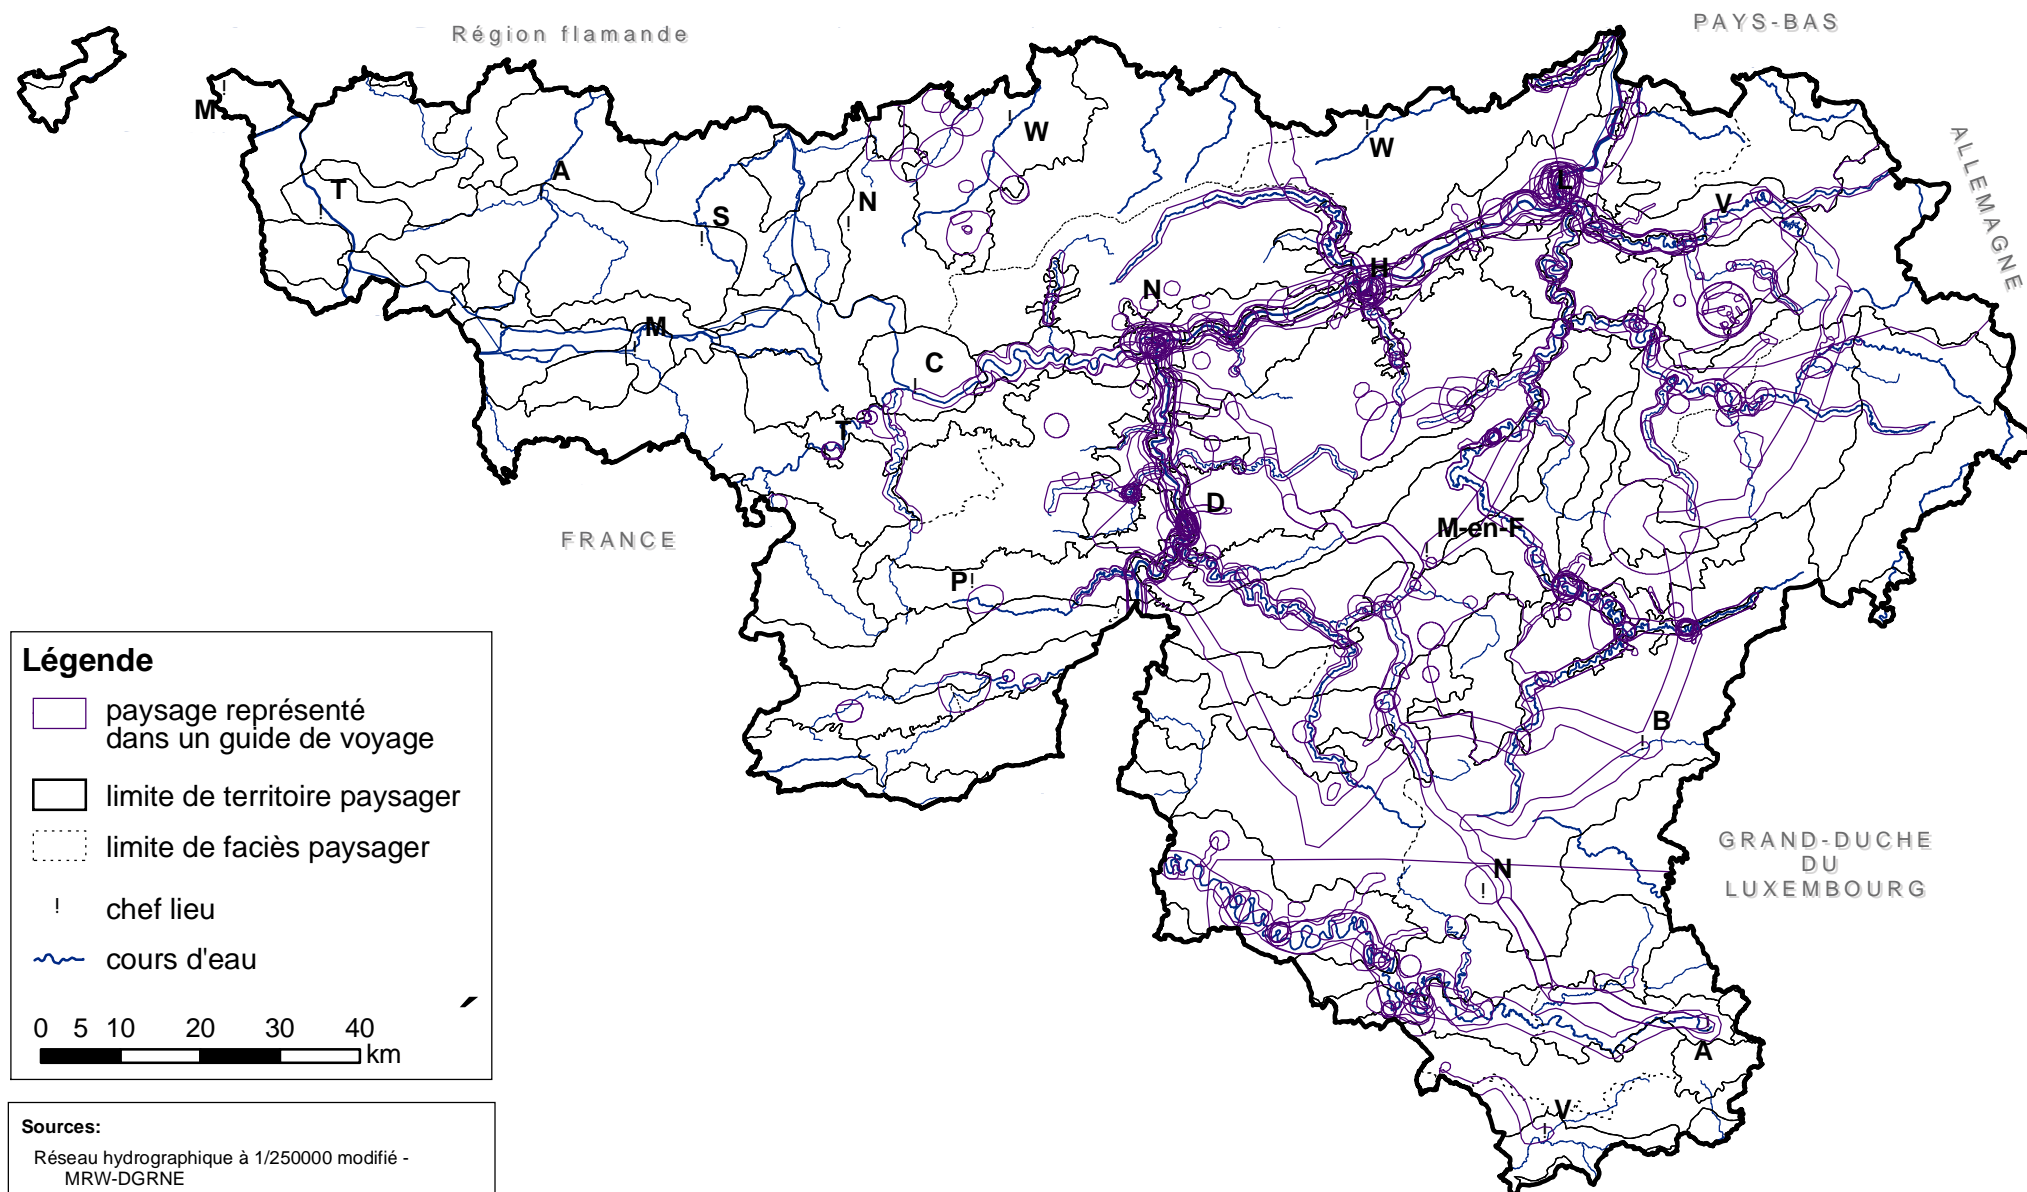 PAYS-BAS
Région flamande
M
W
W
A
T
L
N
S
V
ALLEMAGNE
H
N
M
C
T
D
M-en-F
FRANCE
P
B
N
GRAND-DUCHE
DU
LUXEMBOURG
A
V
Légende
paysage représenté
dans un guide de voyage
limite de territoire paysager
limite de faciès paysager
! chef lieu
cours d'eau
0 5 10 20 30 40
km
Sources:
Réseau hydrographique à 1/250000 modifié -
MRW-DGRNE